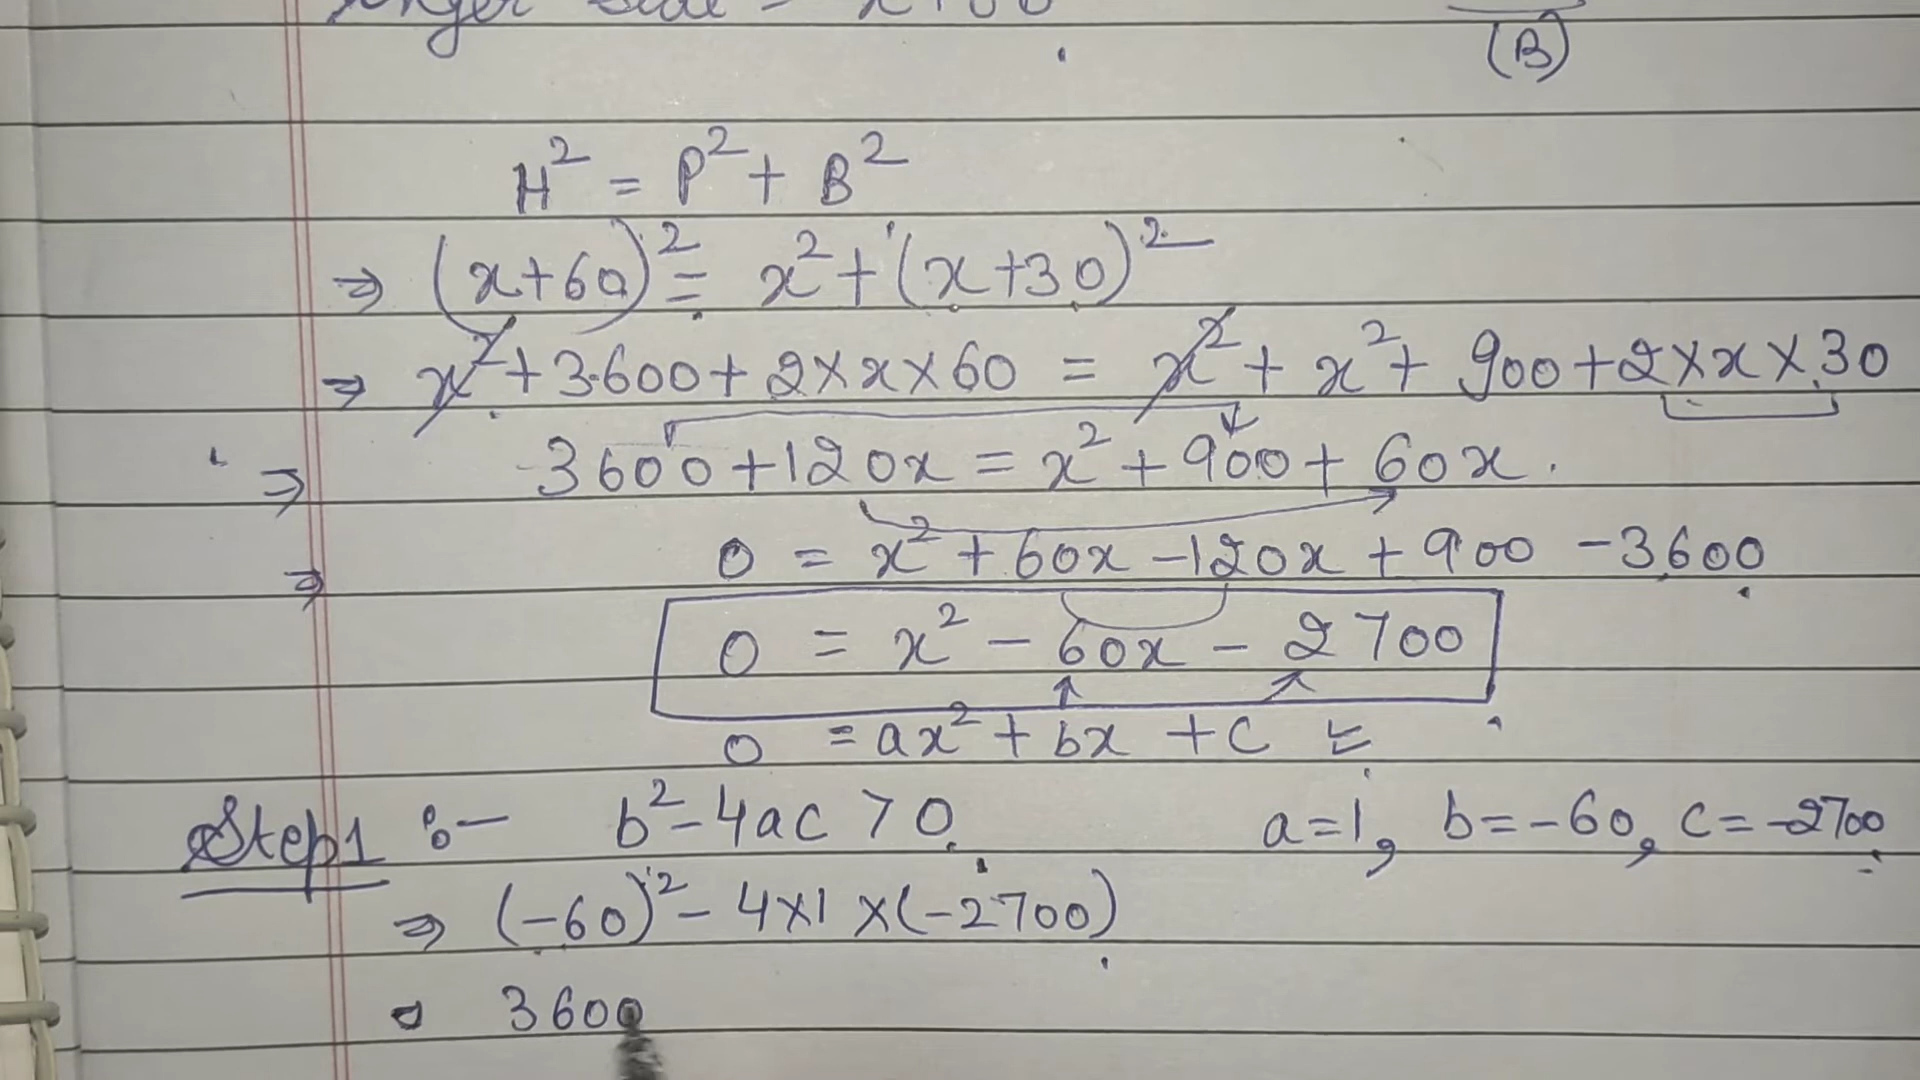 side =
(B)
H² = P² + B²
⇒ (x+60)² = x² + (x+30)²
⇒ x² + 3600 + 2×x×60 = x² + x² + 900 + 2×x×30
⇒ 3600 + 120x = x² + 900 + 60x.
⇒ 0 = x² + 60x - 120x + 900 - 3600
0 = x² - 60x - 2700
0 = ax² + bx + c
Step1 :- b² - 4ac > 0 a=1, b=-60, c=-2700
⇒ (-60)² - 4×1×(-2700)
3600